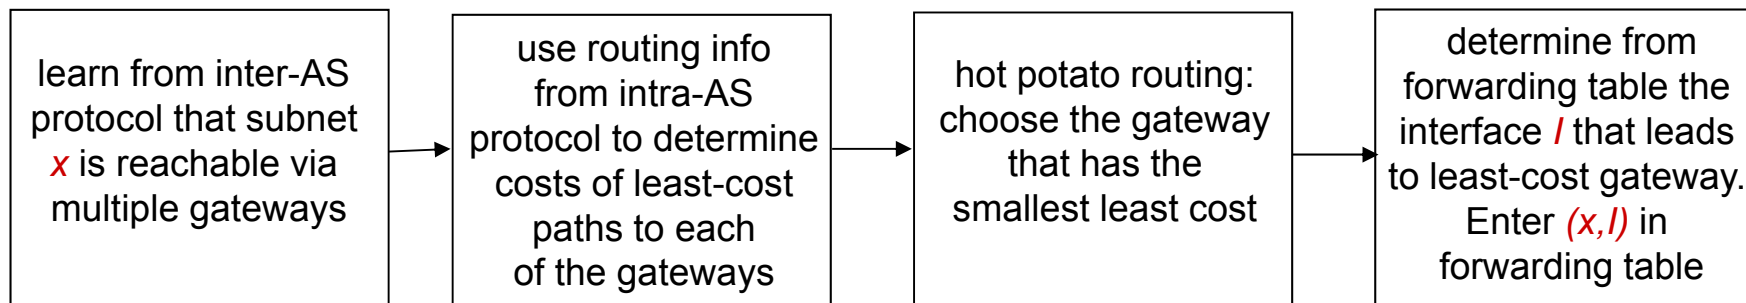 learn from inter-AS
protocol that subnet
x is reachable via
multiple gateways
use routing info
from intra-AS
protocol to determine
costs of least-cost
paths to each
of the gateways
hot potato routing:
choose the gateway
that has the
smallest least cost
determine from
forwarding table the
interface I that leads
to least-cost gateway.
Enter (x,I) in
forwarding table